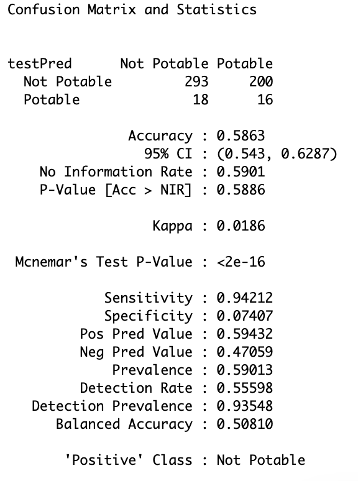 Confusion Matrix and Statistics
testPred Not Potable Potable
Not Potable 293 200
Potable 18 16
Accuracy : 0.5863
95% CI : (0.543, 0.6287)
No Information Rate : 0.5901
P-Value [Acc > NIR] : 0.5886
Kappa : 0.0186
Mcnemar's Test P-Value : <2e-16
Sensitivity : 0.94212
Specificity : 0.07407
Pos Pred Value : 0.59432
Neg Pred Value : 0.47059
Prevalence : 0.59013
Detection Rate : 0.55598
Detection Prevalence : 0.93548
Balanced Accuracy : 0.50810
'Positive' Class : Not Potable